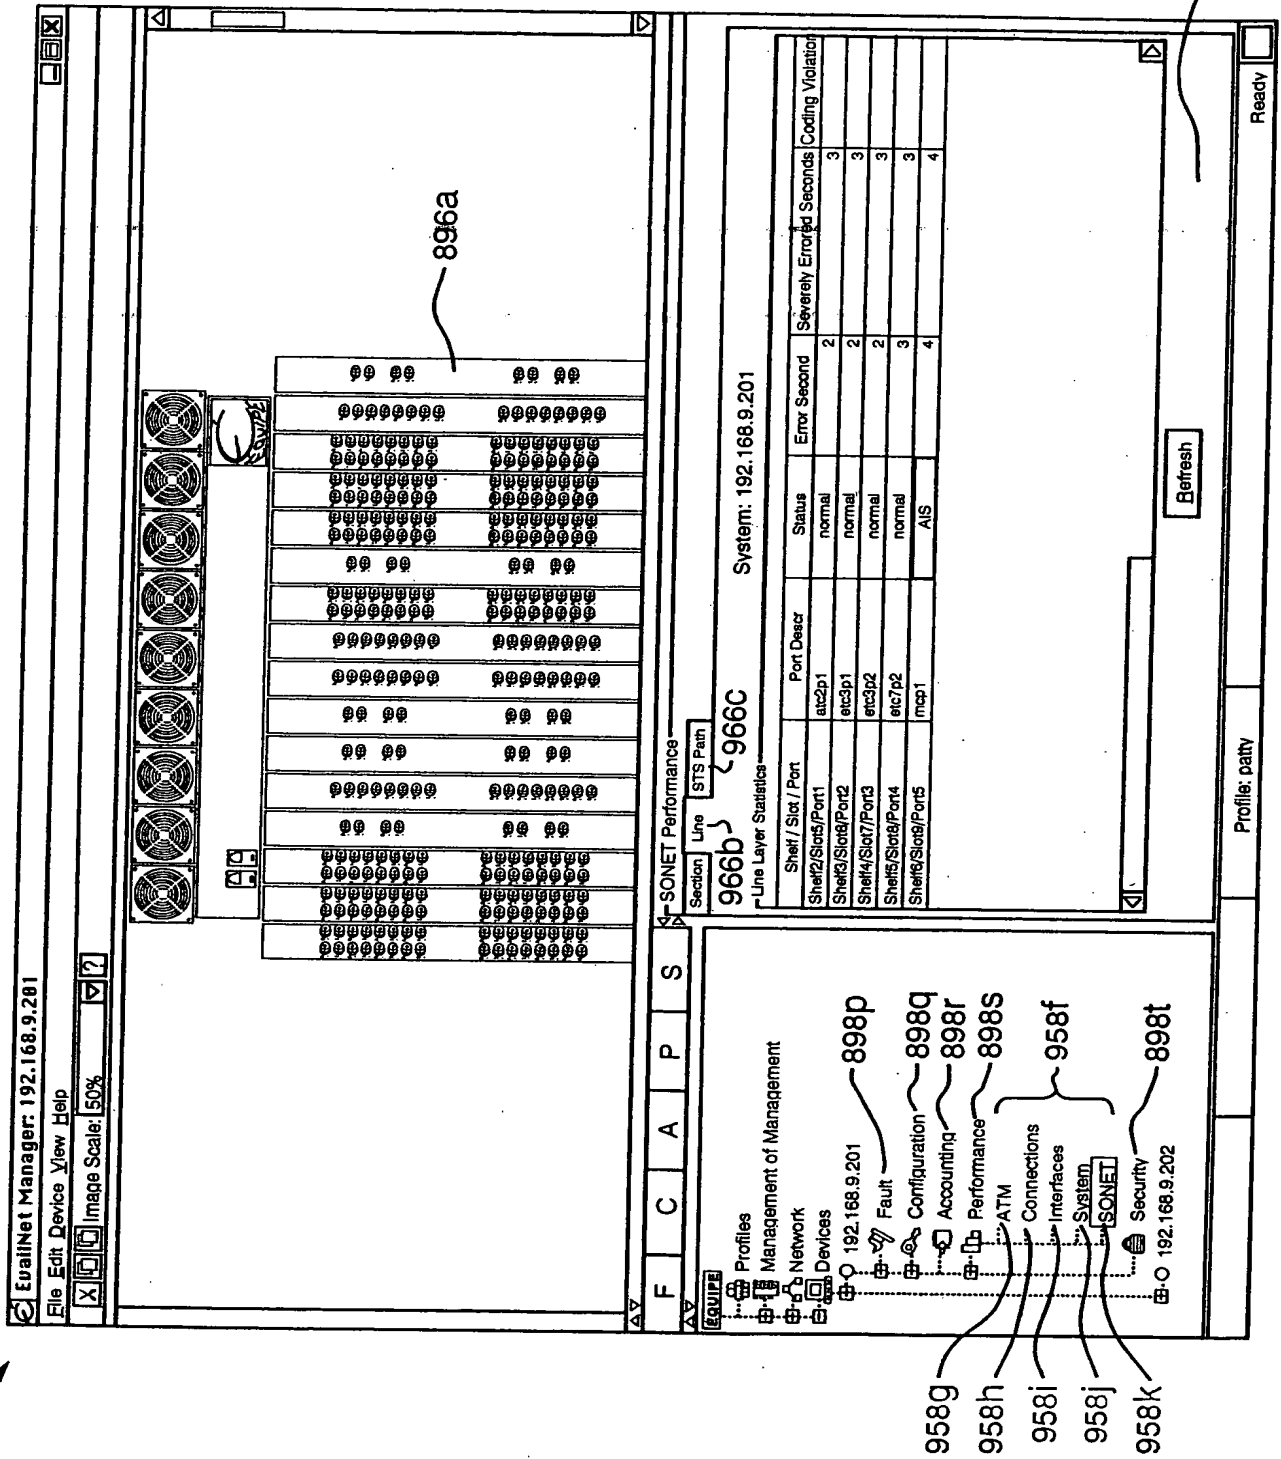 EvailNet Manager: 192.168.9.201
File Edit Device View Help
X Image Scale: 50% ?
EQUIPE
896a
F C A P S
EQUIPE
Profiles
Management of Management
Network
Devices
192.168.9.201
Fault
Configuration
Accounting
Performance
ATM
Connections
Interfaces
System
SONET
Security
192.168.9.202
898p
898q
898r
898s
958f
898t
958g
958h
958i
958j
958k
SONET Performance
Section Line STS Path
966b 966c System: 192.168.9.201
Line Layer Statistics
Shelf / Slot / Port Port Descr Status Error Second Severely Errored Seconds Coding Violation
Shelf2/Slot5/Port1 atc2p1 normal 2 3
Shelf3/Slot6/Port2 etc3p1 normal 2 3
Shelf4/Slot7/Port3 etc3p2 normal 2 3
Shelf5/Slot8/Port4 etc7p2 normal 3 3
Shelf6/Slot9/Port5 mcp1 AIS 4 4
Refresh
Profile: patty
Ready